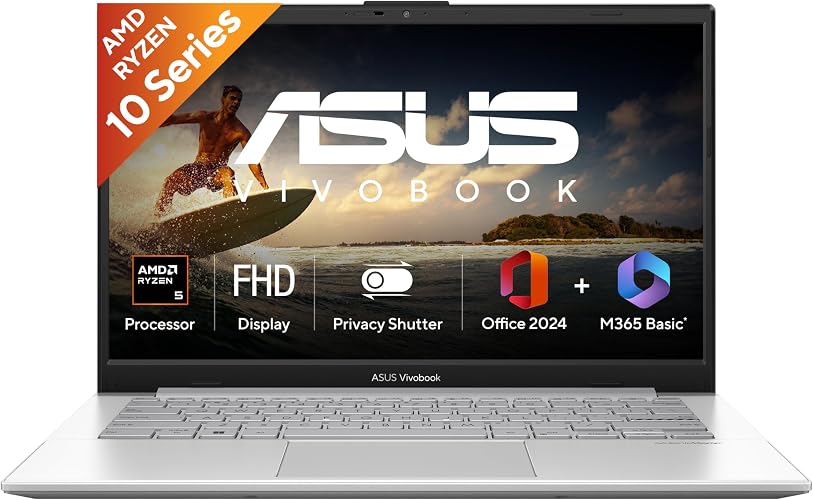 AMD
RYZEN
10 Series
ASUS
VIVOBOOK
AMD
RYZEN
5
Processor
FHD
Display
Privacy Shutter
Office 2024
+
M365 Basic*
ASUS Vivobook